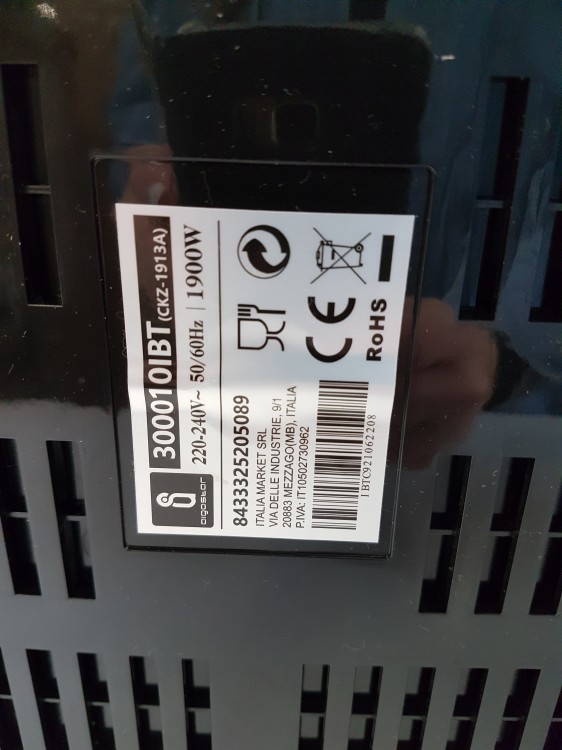 aigostar
300010IBT (CKZ-1913A)
220-240V~ 50/60Hz | 1900W
8433325205089
ITALIA MARKET SRL
VIA DELLE INDUSTRIE, 9/1
20883 MEZZAGO(MB), ITALIA
P.IVA: IT10502730962
IBTC921062208
CE
RoHS